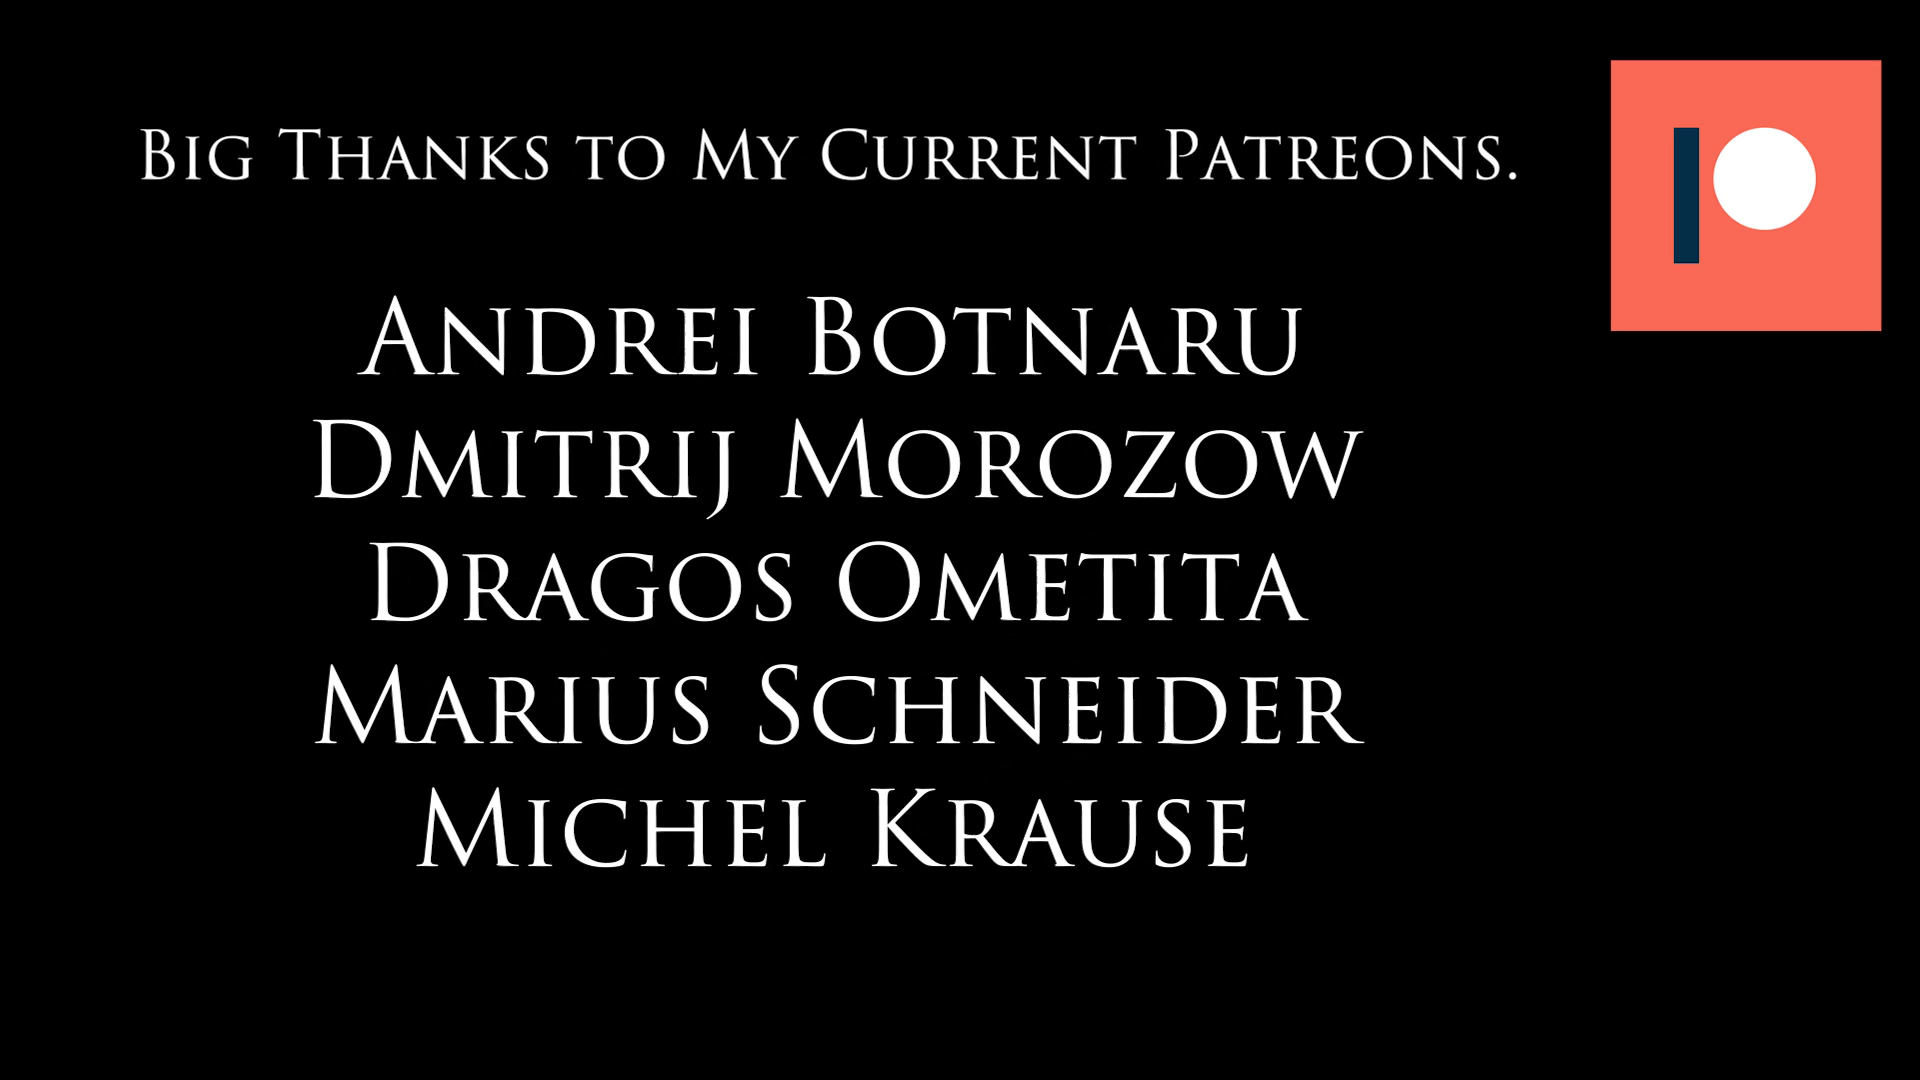 Big Thanks to My Current Patreons.
Andrei Botnaru
Dmitrij Morozow
Dragos Ometita
Marius Schneider
Michel Krause